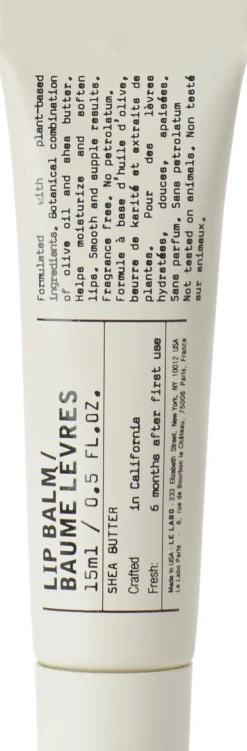 Formulated with plant-based
ingredients. Botanical combination
of olive oil and shea butter.
Helps moisturize and soften
lips. Smooth and supple results.
Fragrance free. No petrolatum.
Formule à base d'huile d'olive,
beurre de karité et extraits de
plantes. Pour des lèvres
hydratées, douces, apaisées.
Sans parfum. Sans petrolatum
Not tested on animals. Non testé
sur animaux.
LIP BALM/
BAUME LÈVRES
15ml / 0.5 FL.OZ.
SHEA BUTTER
Crafted in California
Fresh: 6 months after first use
Made in USA - LE LABO - 233 Elizabeth Street, New York, NY 10012 USA
Le Labo Paris - 6, rue de Bourbon le Château, 75006 Paris, France